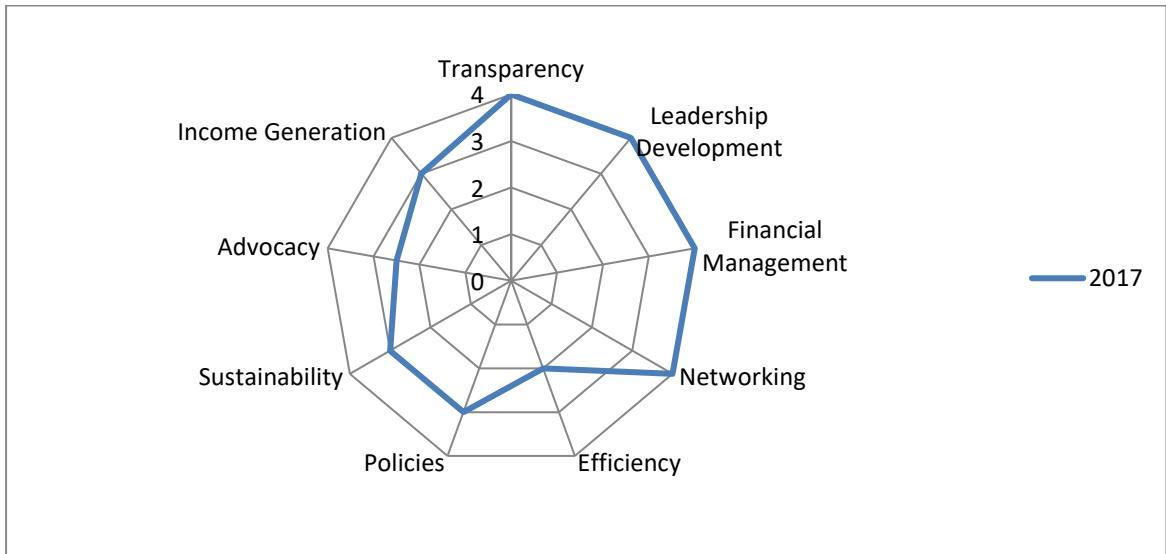 Transparency
4
3
2
1
0
Leadership
Development
Financial
Management
Networking
Efficiency
Policies
Sustainability
Advocacy
Income Generation
2017